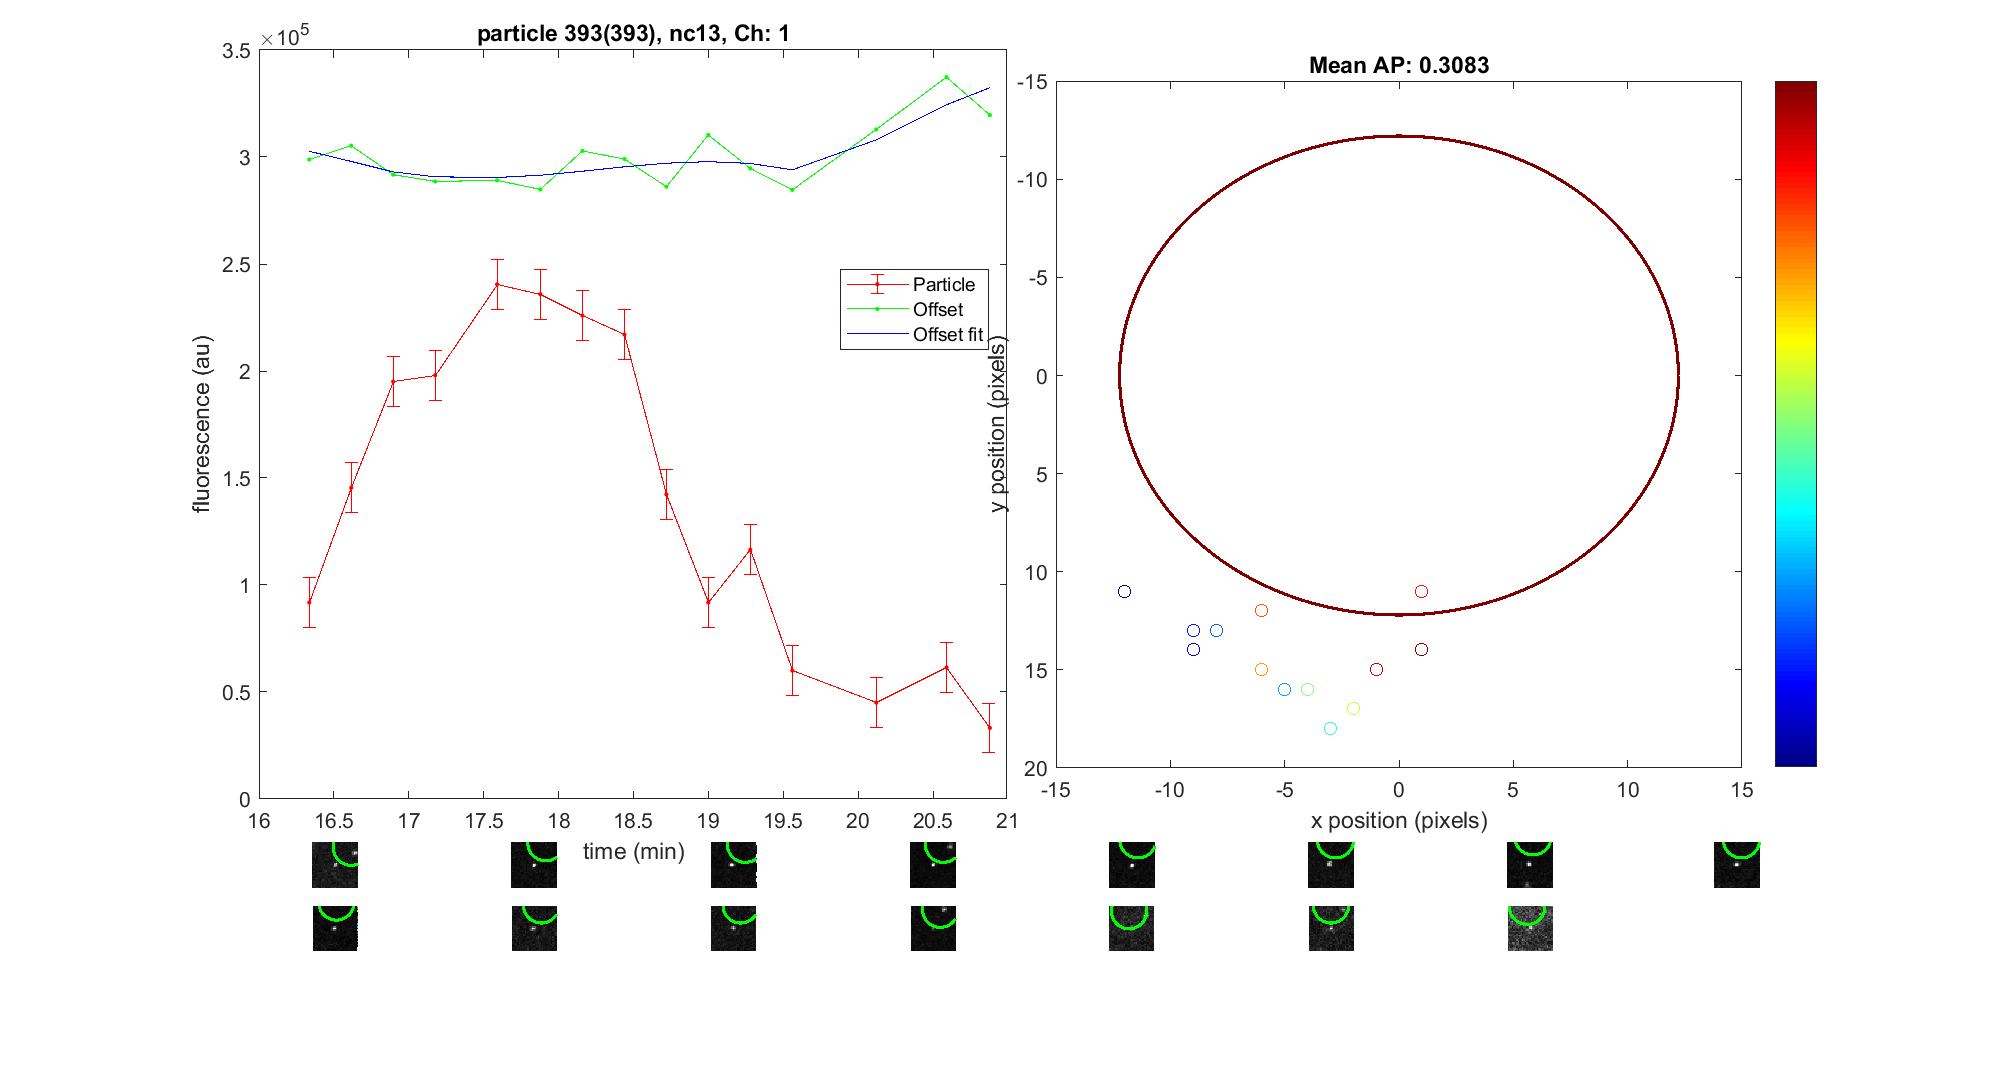 particle 393(393), nc13, Ch: 1
×10⁵
3.5
3
2.5
2
1.5
1
0.5
0
fluorescence (au)
16 16.5 17 17.5 18 18.5 19 19.5 20 20.5 21
time (min)
Particle
Offset
Offset fit
Mean AP: 0.3083
-15
-10
-5
0
5
10
15
20
y position (pixels)
-15 -10 -5 0 5 10 15
x position (pixels)